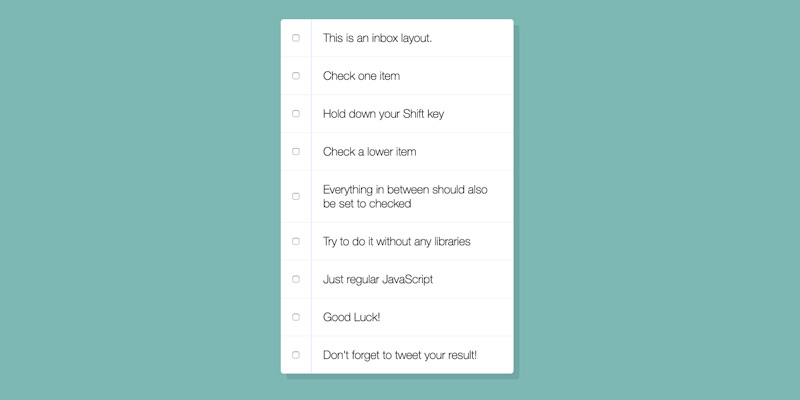 This is an inbox layout.
Check one item
Hold down your Shift key
Check a lower item
Everything in between should also
be set to checked
Try to do it without any libraries
Just regular JavaScript
Good Luck!
Don't forget to tweet your result!